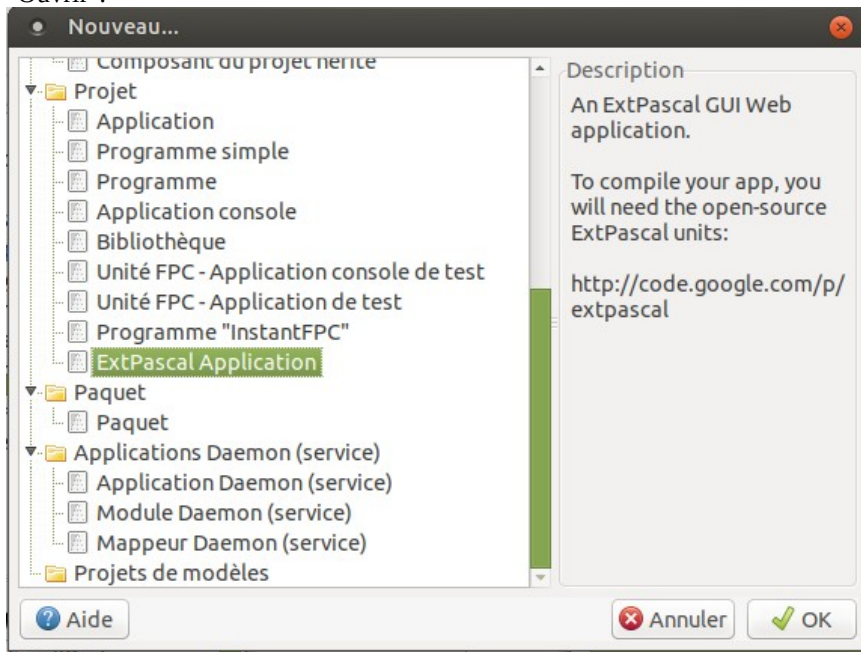 Ouvrir".
Nouveau...
Composant du projet hérité
Projet
Application
Programme simple
Programme
Application console
Bibliothèque
Unité FPC - Application console de test
Unité FPC - Application de test
Programme "InstantFPC"
ExtPascal Application
Paquet
Paquet
Applications Daemon (service)
Application Daemon (service)
Module Daemon (service)
Mappeur Daemon (service)
Projets de modèles
Description
An ExtPascal GUI Web
application.
To compile your app, you
will need the open-source
ExtPascal units:
http://code.google.com/p/
extpascal
Aide
Annuler
OK